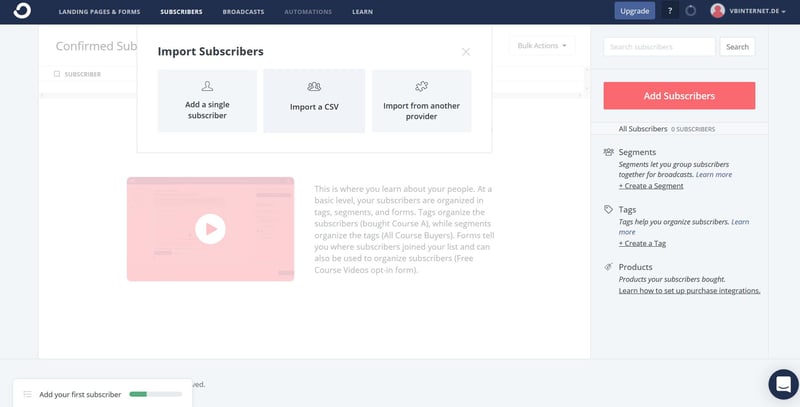 LANDING PAGES & FORMS SUBSCRIBERS BROADCASTS AUTOMATIONS LEARN Upgrade ? VBINTERNET.DE
Confirmed Sub
Import Subscribers
Bulk Actions
Search subscribers
Search
SUBSCRIBER
Add a single
subscriber
Import a CSV
Import from another
provider
Add Subscribers
All Subscribers 0 SUBSCRIBERS
Segments
Segments let you group subscribers
together for broadcasts. Learn more
+ Create a Segment
Tags
Tags help you organize subscribers. Learn
more
+ Create a Tag
Products
Products your subscribers bought.
Learn how to set up purchase integrations.
This is where you learn about your people. At a
basic level, your subscribers are organized in
tags, segments, and forms. Tags organize the
subscribers (bought Course A), while segments
organize the tags (All Course Buyers). Forms tell
you where subscribers joined your list and can
also be used to organize subscribers (Free
Course Videos opt-in form).
ved.
Add your first subscriber